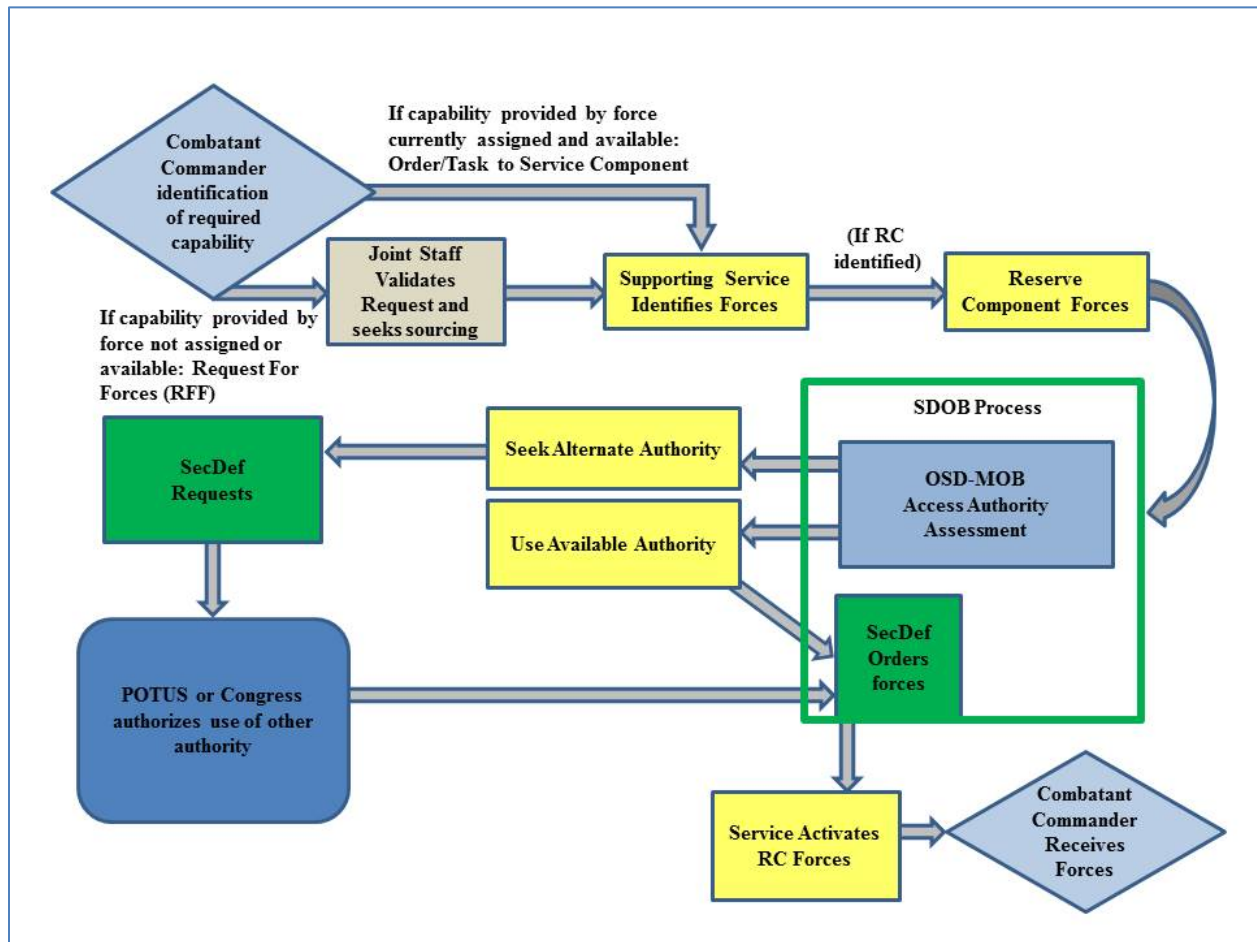 If capability provided by force
currently assigned and available:
Order/Task to Service Component
Combatant
Commander
identification
of required
capability
Joint Staff
Validates
Request and
seeks sourcing
Supporting Service
Identifies Forces
(If RC
identified)
Reserve
Component Forces
If capability provided by
force not assigned or
available: Request For
Forces (RFF)
SDOB Process
OSD-MOB
Access Authority
Assessment
Seek Alternate Authority
Use Available Authority
SecDef
Requests
POTUS or Congress
authorizes use of other
authority
SecDef
Orders
forces
Service Activates
RC Forces
Combatant
Commander
Receives
Forces